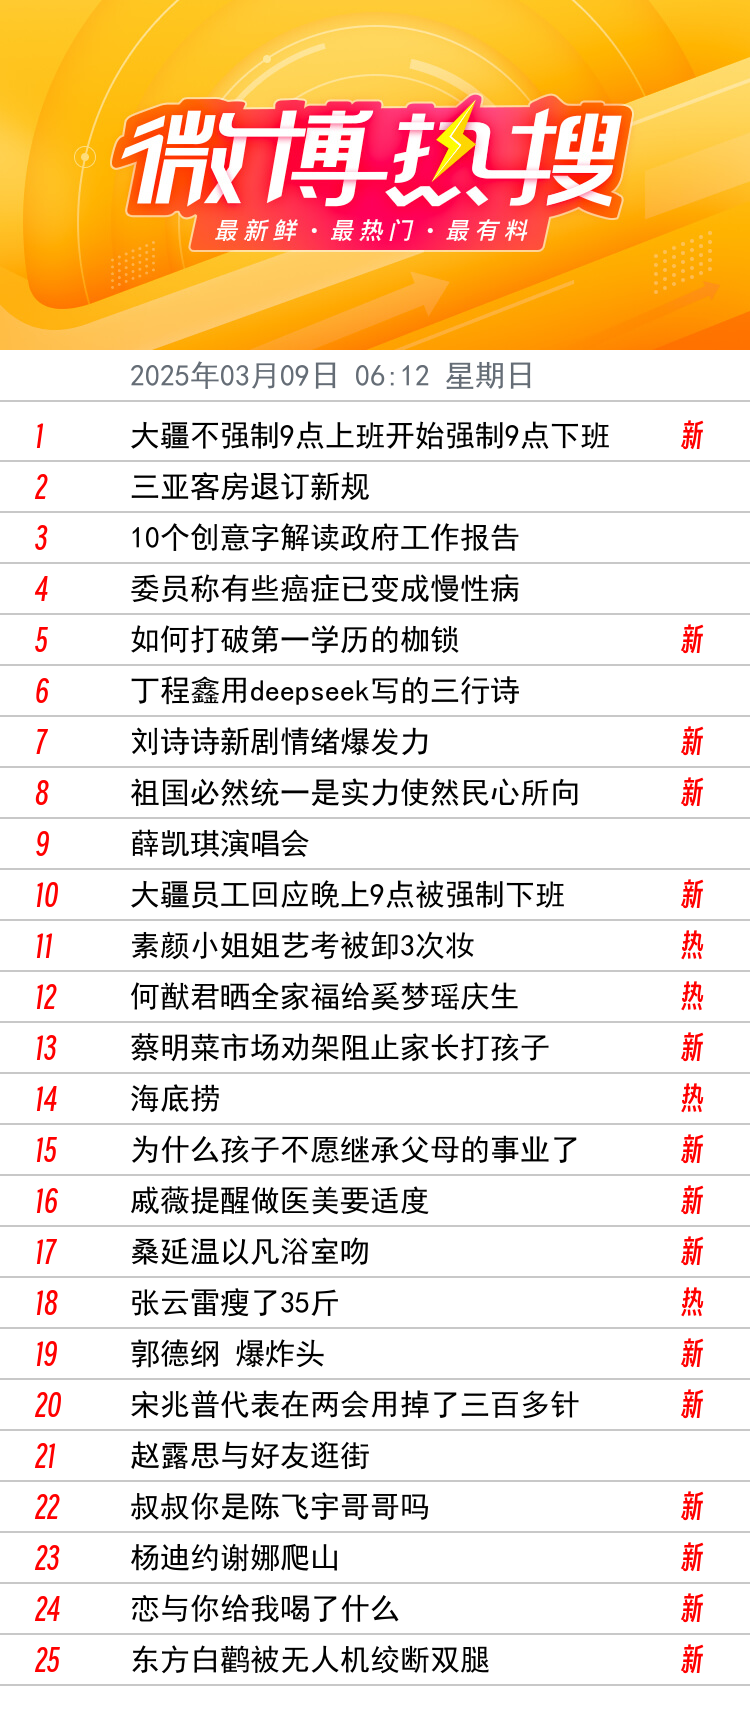 微博热搜
最新鲜·最热门·最有料
2025年03月09日 06:12 星期日
1 大疆不强制9点上班开始强制9点下班 新
2 三亚客房退订新规
3 10个创意字解读政府工作报告
4 委员称有些癌症已变成慢性病
5 如何打破第一学历的枷锁 新
6 丁程鑫用deepseek写的三行诗
7 刘诗诗新剧情绪爆发力 新
8 祖国必然统一是实力使然民心所向 新
9 薛凯琪演唱会
10 大疆员工回应晚上9点被强制下班 新
11 素颜小姐姐艺考被卸3次妆 热
12 何猷君晒全家福给奚梦瑶庆生 热
13 蔡明菜市场劝架阻止家长打孩子 新
14 海底捞 热
15 为什么孩子不愿继承父母的事业了 新
16 戚薇提醒做医美要适度 新
17 桑延温以凡浴室吻 新
18 张云雷瘦了35斤 热
19 郭德纲 爆炸头 新
20 宋兆普代表在两会用掉了三百多针 新
21 赵露思与好友逛街
22 叔叔你是陈飞宇哥哥吗 新
23 杨迪约谢娜爬山 新
24 恋与你给我喝了什么 新
25 东方白鹳被无人机绞断双腿 新